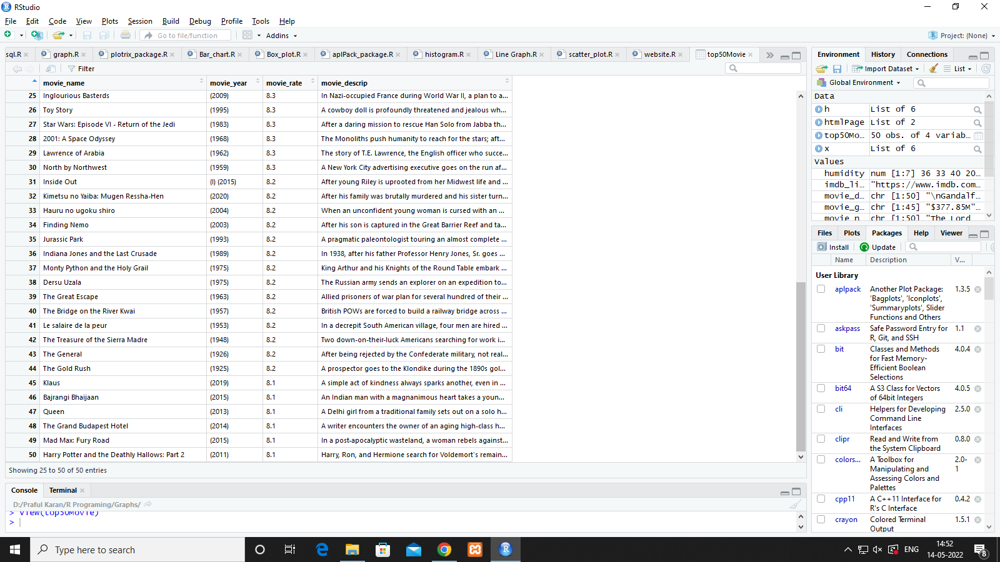 RStudio
File Edit Code View Plots Session Build Debug Profile Tools Help
Go to file/function Addins Project: (None)
sql.R graph.R plotrix_package.R Bar_chart.R Box_plot.R aplPack_package.R histogram.R Line Graph.R scatter_plot.R website.R top50Movie
Filter
movie_name movie_year movie_rate movie_descrip
25 Inglourious Basterds (2009) 8.3 In Nazi-occupied France during World War II, a plan to a...
26 Toy Story (1995) 8.3 A cowboy doll is profoundly threatened and jealous wh...
27 Star Wars: Episode VI - Return of the Jedi (1983) 8.3 After a daring mission to rescue Han Solo from Jabba th...
28 2001: A Space Odyssey (1968) 8.3 The Monoliths push humanity to reach for the stars; aft...
29 Lawrence of Arabia (1962) 8.3 The story of T.E. Lawrence, the English officer who succe...
30 North by Northwest (1959) 8.3 A New York City advertising executive goes on the run af...
31 Inside Out (I) (2015) 8.2 After young Riley is uprooted from her Midwest life and ...
32 Kimetsu no Yaiba: Mugen Ressha-Hen (2020) 8.2 After his family was brutally murdered and his sister turn...
33 Hauru no ugoku shiro (2004) 8.2 When an unconfident young woman is cursed with an ...
34 Finding Nemo (2003) 8.2 After his son is captured in the Great Barrier Reef and ta...
35 Jurassic Park (1993) 8.2 A pragmatic paleontologist touring an almost complete ...
36 Indiana Jones and the Last Crusade (1989) 8.2 In 1938, after his father Professor Henry Jones, Sr. goes ...
37 Monty Python and the Holy Grail (1975) 8.2 King Arthur and his Knights of the Round Table embark ...
38 Dersu Uzala (1975) 8.2 The Russian army sends an explorer on an expedition to...
39 The Great Escape (1963) 8.2 Allied prisoners of war plan for several hundred of their ...
40 The Bridge on the River Kwai (1957) 8.2 British POWs are forced to build a railway bridge across ...
41 Le salaire de la peur (1953) 8.2 In a decrepit South American village, four men are hired ...
42 The Treasure of the Sierra Madre (1948) 8.2 Two down-on-their-luck Americans searching for work i...
43 The General (1926) 8.2 After being rejected by the Confederate military, not real...
44 The Gold Rush (1925) 8.2 A prospector goes to the Klondike during the 1890s gol...
45 Klaus (2019) 8.1 A simple act of kindness always sparks another, even in ...
46 Bajrangi Bhaijaan (2015) 8.1 An Indian man with a magnanimous heart takes a youn...
47 Queen (2013) 8.1 A Delhi girl from a traditional family sets out on a solo h...
48 The Grand Budapest Hotel (2014) 8.1 A writer encounters the owner of an aging high-class h...
49 Mad Max: Fury Road (2015) 8.1 In a post-apocalyptic wasteland, a woman rebels against...
50 Harry Potter and the Deathly Hallows: Part 2 (2011) 8.1 Harry, Ron, and Hermione search for Voldemort's remain...
Showing 25 to 50 of 50 entries
Console Terminal
D:/Praful Karan/R Programing/Graphs/
> View(top50Movie)
>
Environment History Connections
Import Dataset List
Global Environment
Data
h List of 6
htmlPage List of 2
top50Mo... 50 obs. of 4 variab...
x List of 6
Values
humidity num [1:7] 36 33 40 20...
imdb_li... "https://www.imdb.com...
movie_d... chr [1:50] "\nGandalf...
movie_g... chr [1:45] "$377.85M"...
movie_n chr [1:50] "The Lord
Files Plots Packages Help Viewer
Install Update
Name Description V...
User Library
aplpack Another Plot Package: 1.3.5
'Bagplots', 'Iconplots',
'Summaryplots', Slider
Functions and Others
askpass Safe Password Entry for 1.1
R, Git, and SSH
bit Classes and Methods 4.0.4
for Fast Memory-
Efficient Boolean
Selections
bit64 A S3 Class for Vectors 4.0.5
of 64bit Integers
cli Helpers for Developing 2.5.0
Command Line
Interfaces
clipr Read and Write from 0.8.0
the System Clipboard
colors... A Toolbox for 2.0-
Manipulating and 1
Assessing Colors and
Palettes
cpp11 A C++11 Interface for 0.4.2
R's C Interface
crayon Colored Terminal 1.5.1
Output
Type here to search
ENG 14:52
14-05-2022 8